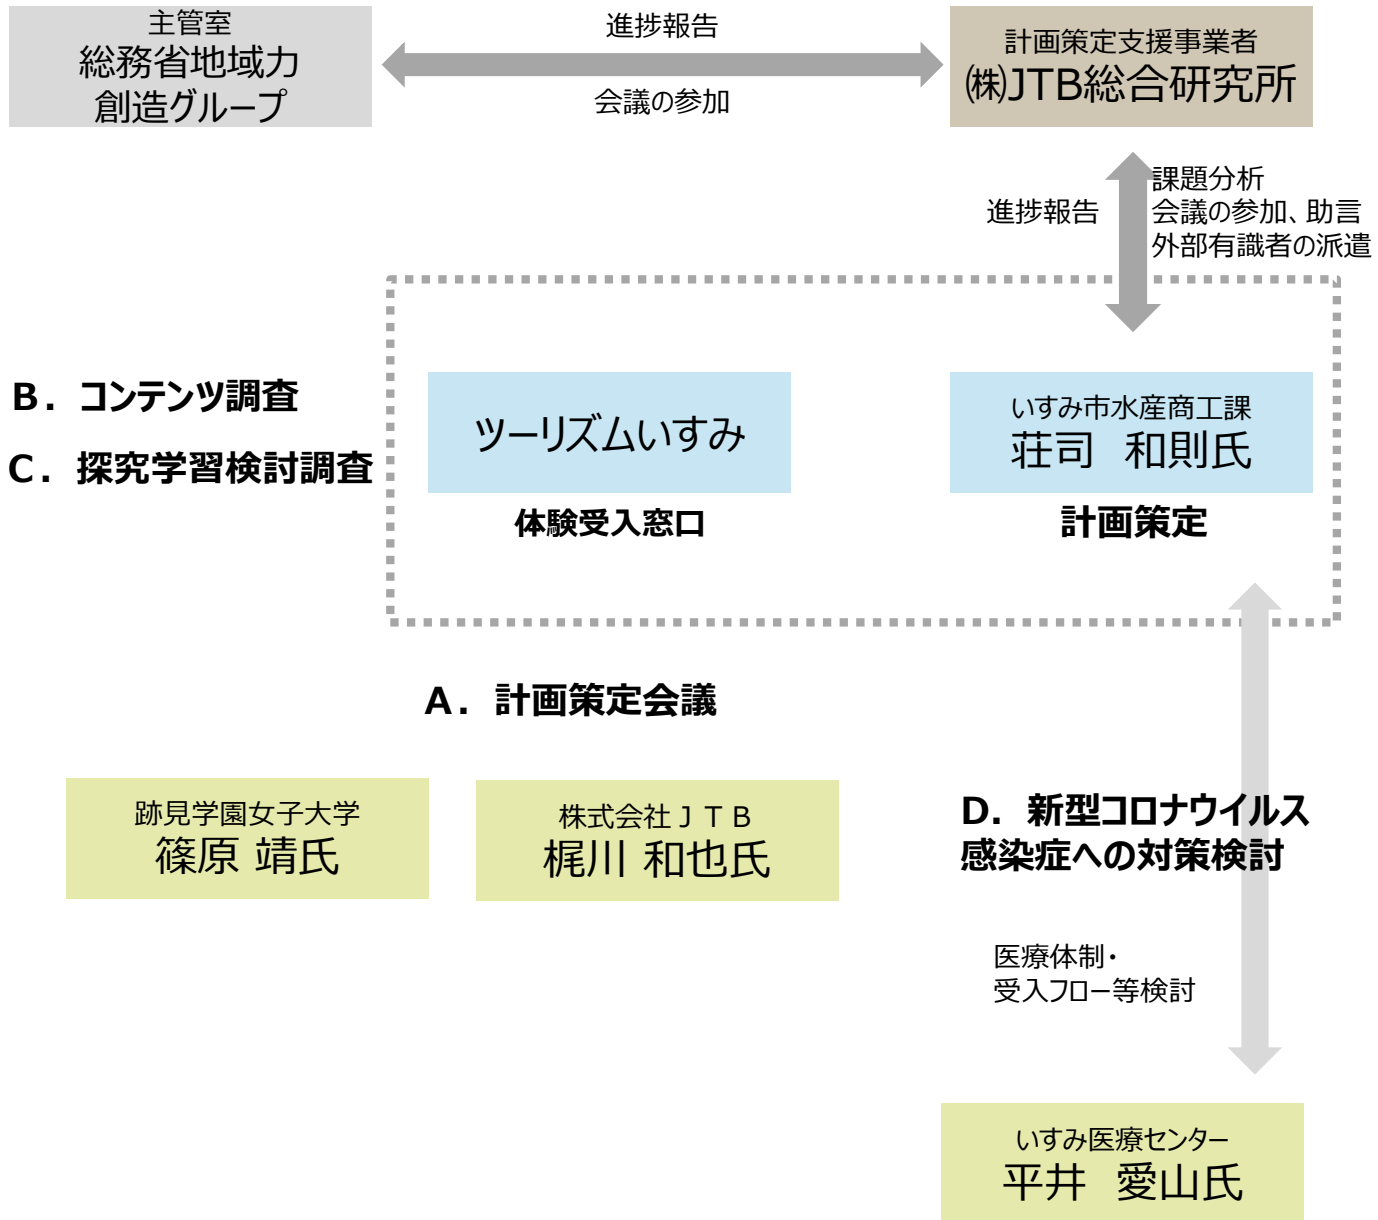 主管室
総務省地域力
創造グループ
進捗報告
会議の参加
計画策定支援事業者
㈱JTB総合研究所
進捗報告
課題分析
会議の参加、助言
外部有識者の派遣
B．コンテンツ調査
C．探究学習検討調査
ツーリズムいすみ
体験受入窓口
いすみ市水産商工課
荘司　和則氏
計画策定
A．計画策定会議
跡見学園女子大学
篠原 靖氏
株式会社ＪＴＢ
梶川 和也氏
D．新型コロナウイルス
感染症への対策検討
医療体制・
受入フロー等検討
いすみ医療センター
平井　愛山氏